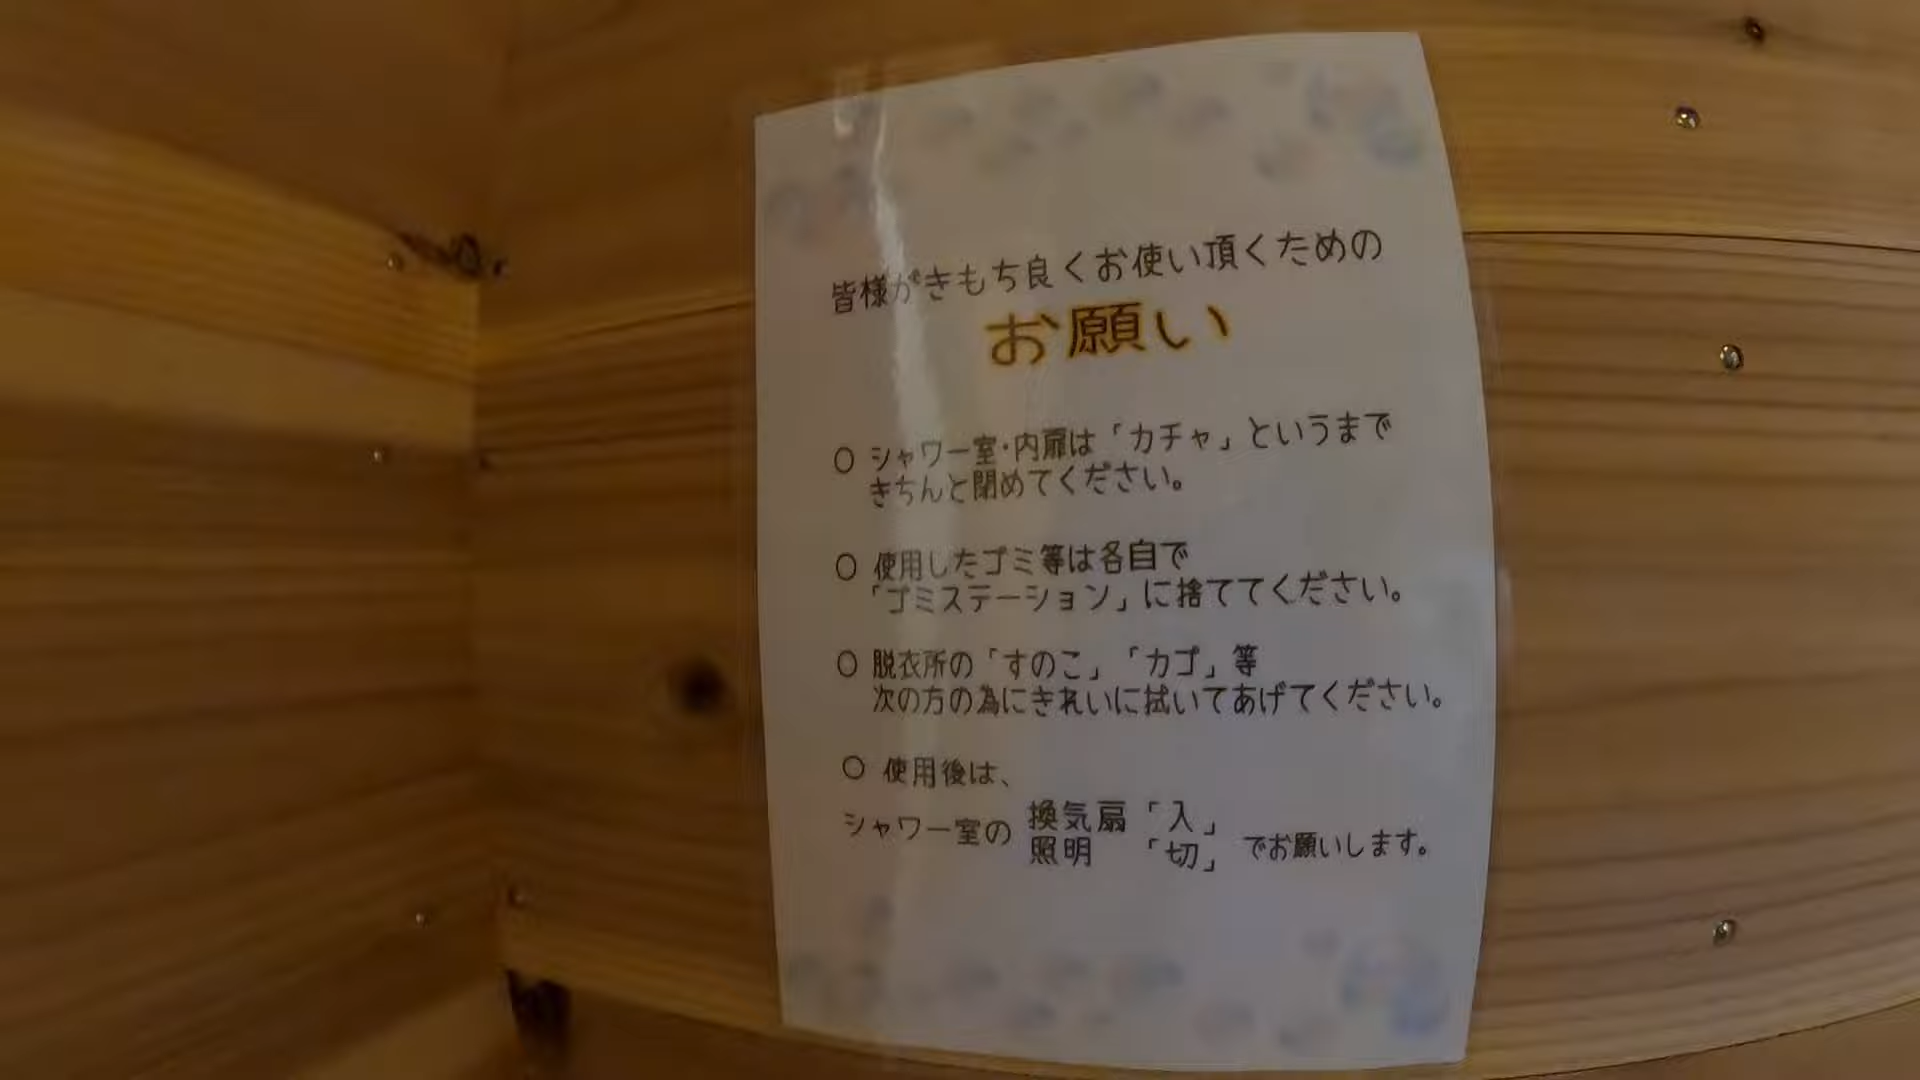 皆様がきもち良くお使い頂くための
お願い
○ シャワー室・内扉は「カチャ」というまで
きちんと閉めてください。
○ 使用したゴミ等は各自で
「ゴミステーション」に捨ててください。
○ 脱衣所の「すのこ」「カゴ」等
次の方の為にきれいに拭いてあげてください。
○ 使用後は、
シャワー室の 換気扇「入」
照明 「切」 でお願いします。